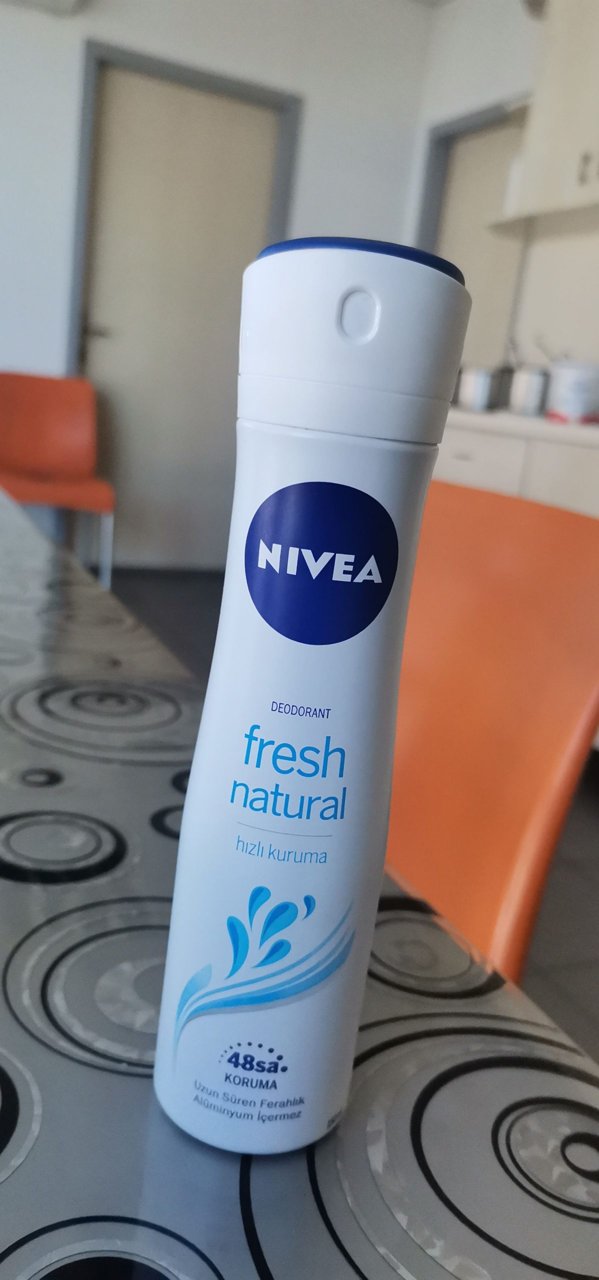 NIVEA
DEODORANT
fresh
natural
hızlı kuruma
48sa.
KORUMA
Uzun Süren Ferahlık
Alüminyum İçermez